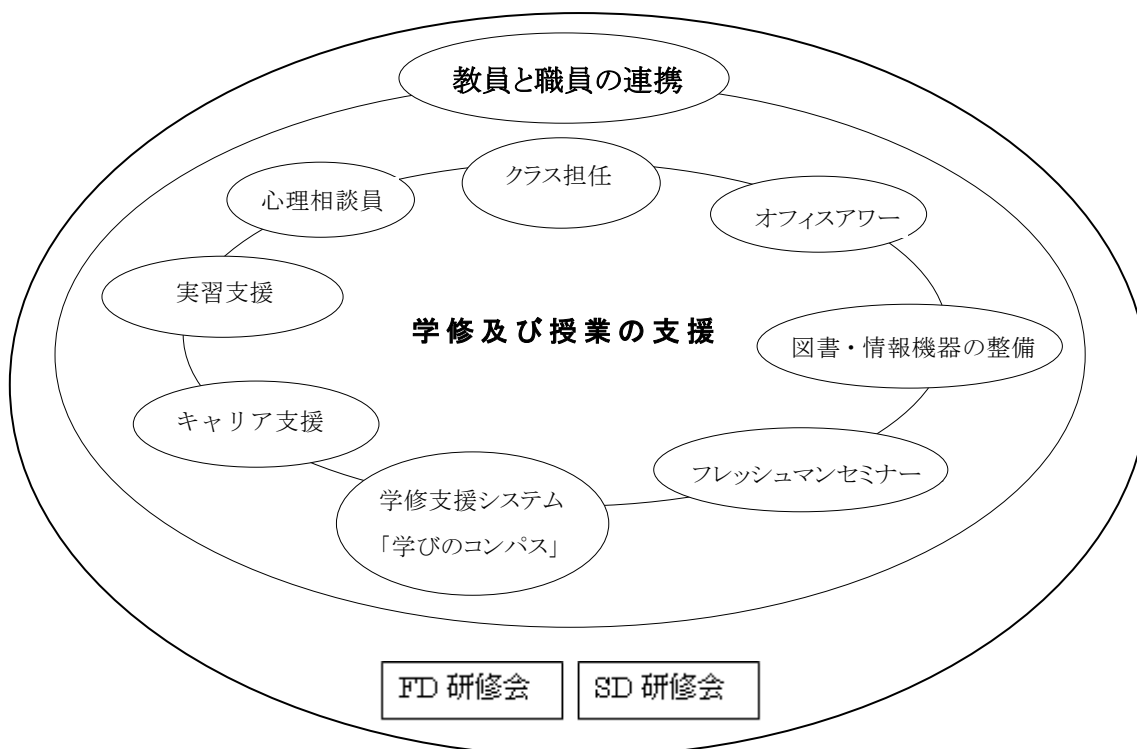 教員と職員の連携
クラス担任
心理相談員
オフィスアワー
実習支援
学修及び授業の支援
図書・情報機器の整備
キャリア支援
フレッシュマンセミナー
学修支援システム
「学びのコンパス」
FD 研修会
SD 研修会